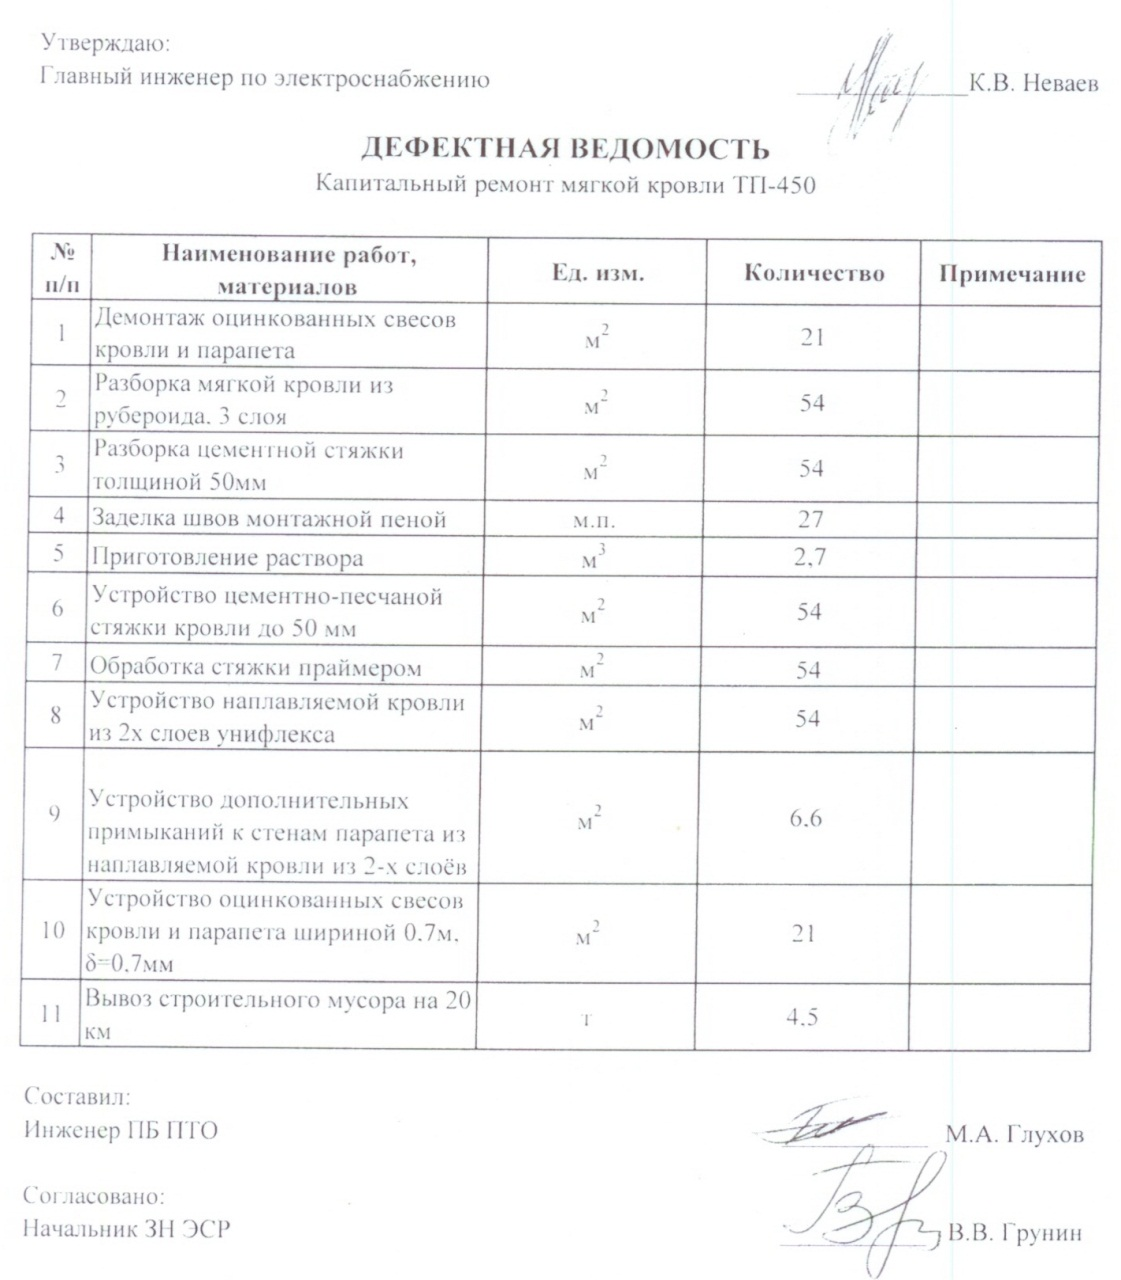 Утверждаю:
Главный инженер по электроснабжению К.В. Неваев
ДЕФЕКТНАЯ ВЕДОМОСТЬ
Капитальный ремонт мягкой кровли ТП-450
№ п/п Наименование работ, материалов Ед. изм. Количество Примечание
1 Демонтаж оцинкованных свесов
кровли и парапета м² 21
2 Разборка мягкой кровли из
рубероида. 3 слоя м² 54
3 Разборка цементной стяжки
толщиной 50мм м² 54
4 Заделка швов монтажной пеной м.п. 27
5 Приготовление раствора м³ 2,7
6 Устройство цементно-песчаной
стяжки кровли до 50 мм м² 54
7 Обработка стяжки праймером м² 54
8 Устройство наплавляемой кровли
из 2х слоев унифлекса м² 54
9 Устройство дополнительных
примыканий к стенам парапета из
наплавляемой кровли из 2-х слоёв м² 6.6
10 Устройство оцинкованных свесов
кровли и парапета шириной 0,7м.
δ=0,7мм м² 21
11 Вывоз строительного мусора на 20
км т 4.5
Составил:
Инженер ПБ ПТО М.А. Глухов
Согласовано:
Начальник ЗН ЭСР В.В. Грунин